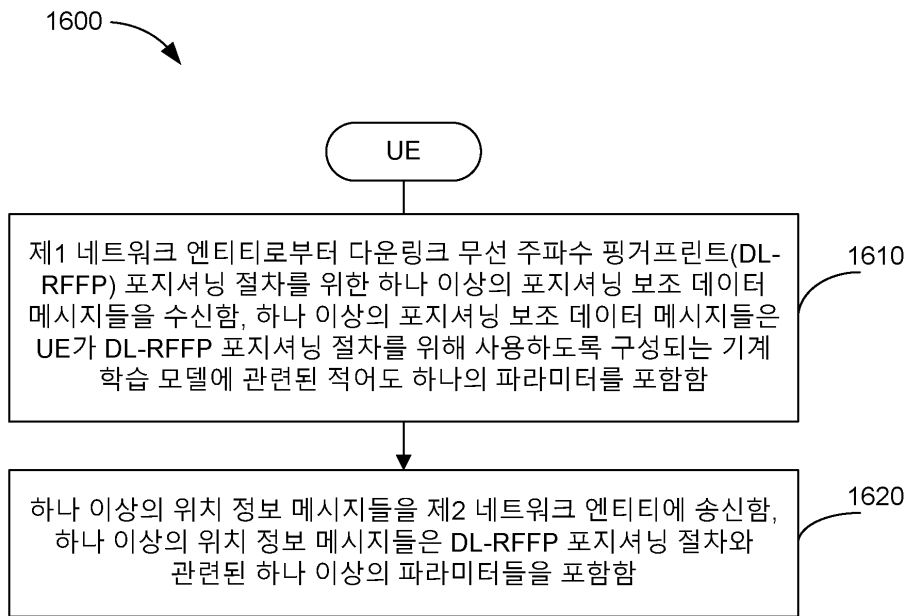 1600
UE
제1 네트워크 엔티티로부터 다운링크 무선 주파수 핑거프린트(DL-
RFFP) 포지셔닝 절차를 위한 하나 이상의 포지셔닝 보조 데이터
메시지들을 수신함, 하나 이상의 포지셔닝 보조 데이터 메시지들은
UE가 DL-RFFP 포지셔닝 절차를 위해 사용하도록 구성되는 기계
학습 모델에 관련된 적어도 하나의 파라미터를 포함함
1610
하나 이상의 위치 정보 메시지들을 제2 네트워크 엔티티에 송신함,
하나 이상의 위치 정보 메시지들은 DL-RFFP 포지셔닝 절차와
관련된 하나 이상의 파라미터들을 포함함
1620